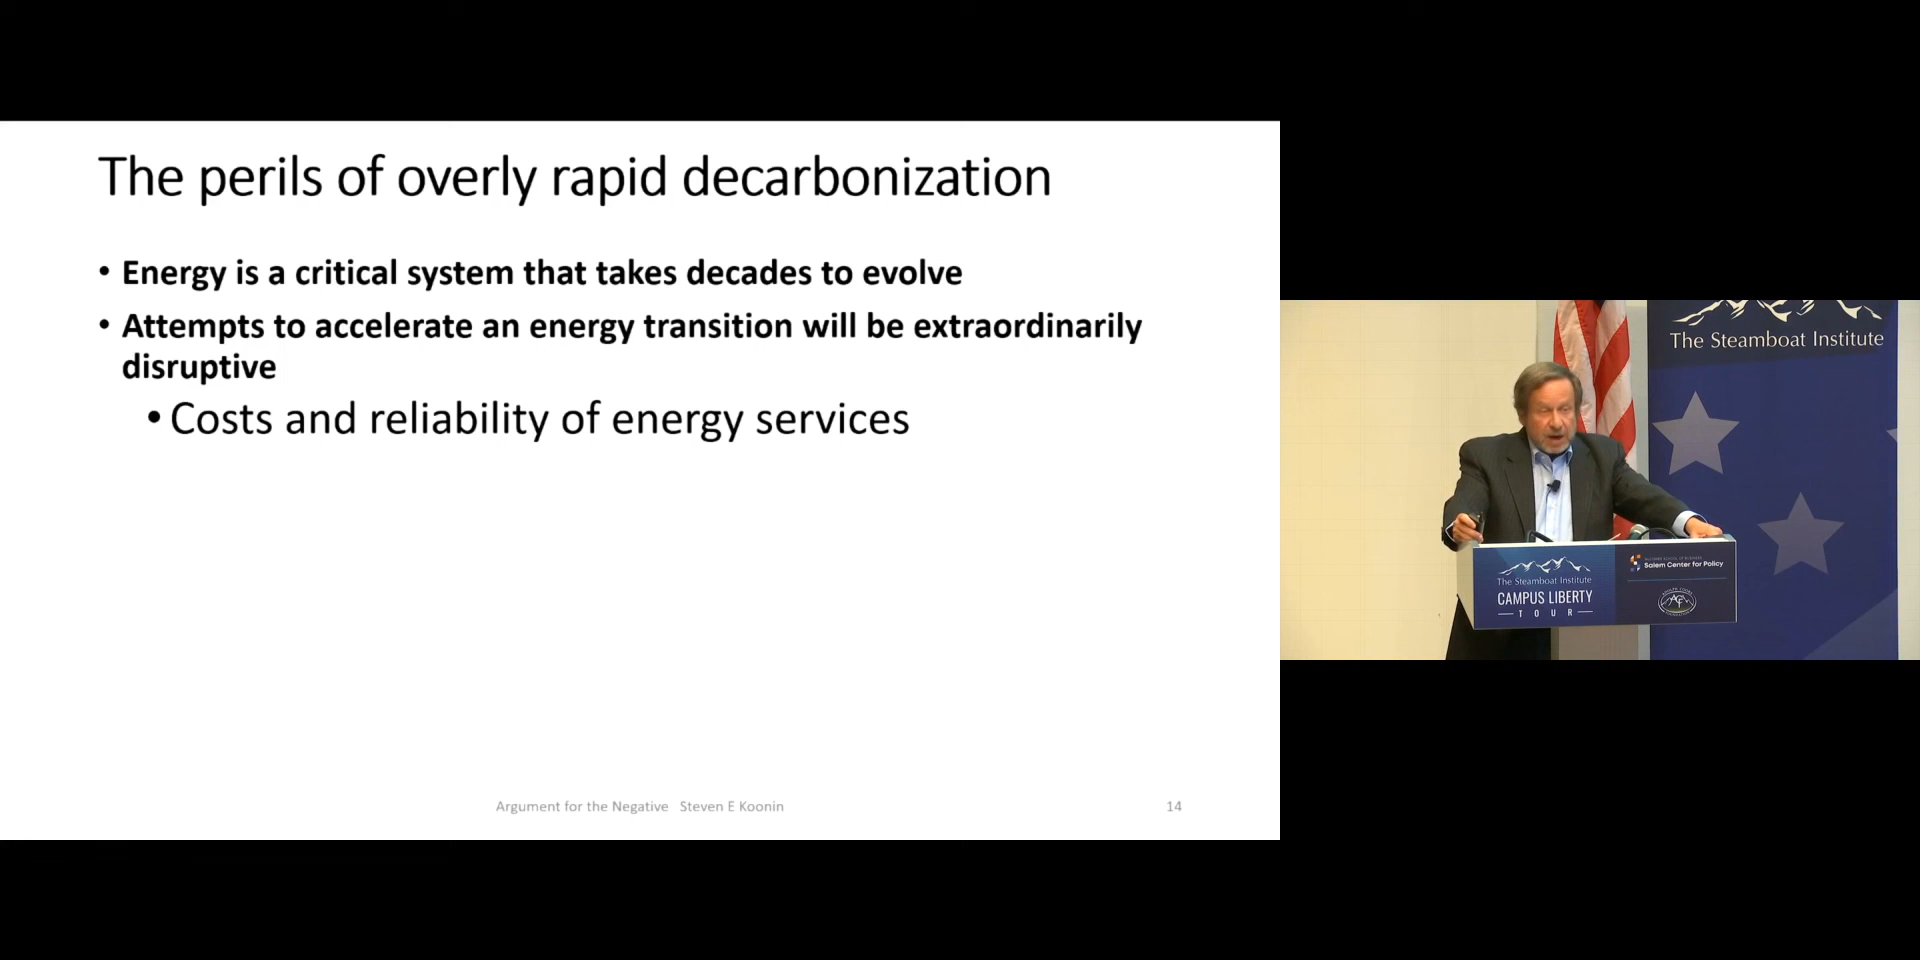 The perils of overly rapid decarbonization
• Energy is a critical system that takes decades to evolve
• Attempts to accelerate an energy transition will be extraordinarily
disruptive
• Costs and reliability of energy services
Argument for the Negative Steven E Koonin
14
The Steamboat Institute
The Steamboat Institute
CAMPUS LIBERTY
TOUR
Salem Center for Policy